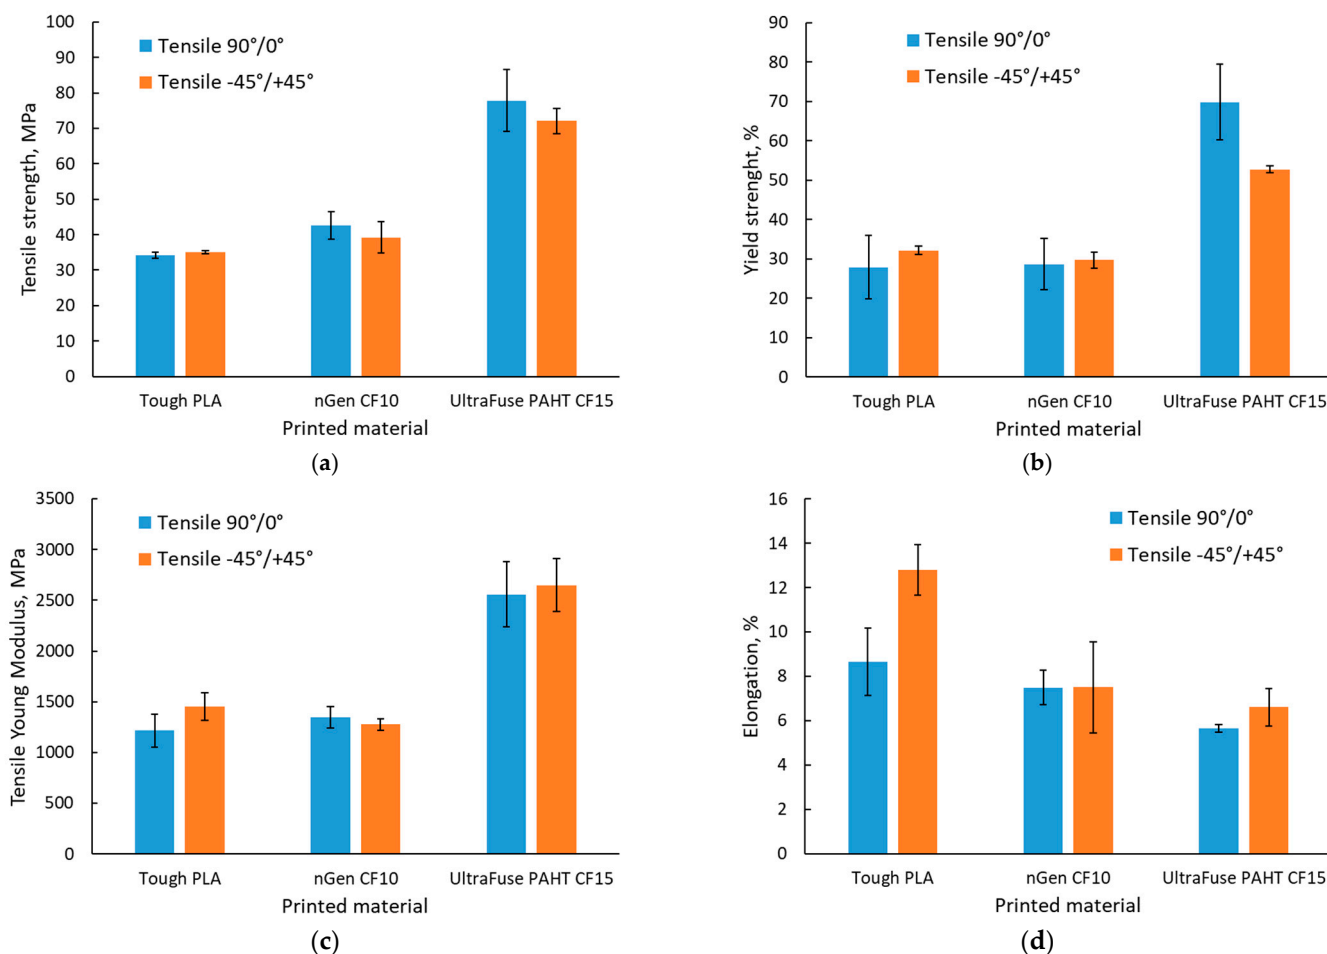 100
90
80
70
60
50
40
30
20
10
0
Tensile strength, MPa
Tensile 90°/0°
Tensile -45°/+45°
Tough PLA
nGen CF10
UltraFuse PAHT CF15
Printed material
(a)
90
80
70
60
50
40
30
20
10
0
Yield strenght, %
Tensile 90°/0°
Tensile -45°/+45°
Tough PLA
nGen CF10
UltraFuse PAHT CF15
Printed material
(b)
3500
3000
2500
2000
1500
1000
500
0
Tensile Young Modulus, MPa
Tensile 90°/0°
Tensile -45°/+45°
Tough PLA
nGen CF10
UltraFuse PAHT CF15
Printed material
(c)
16
14
12
10
8
6
4
2
0
Elongation, %
Tensile 90°/0°
Tensile -45°/+45°
Tough PLA
nGen CF10
UltraFuse PAHT CF15
Printed material
(d)